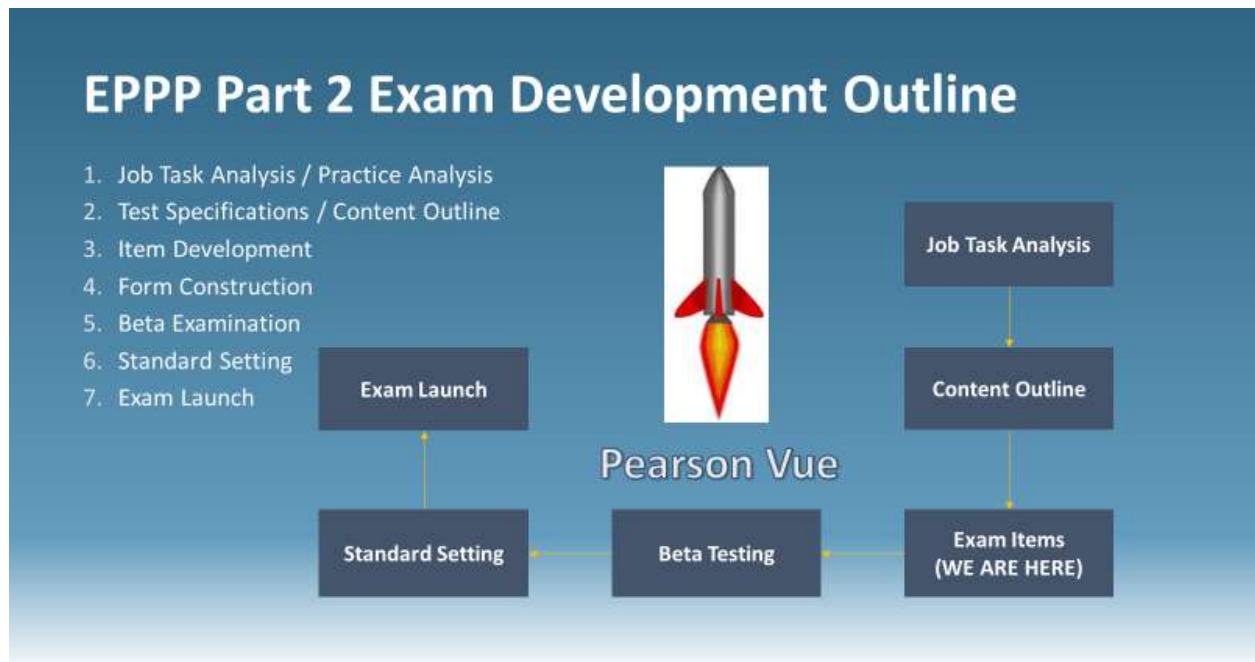 EPPP Part 2 Exam Development Outline
1. Job Task Analysis / Practice Analysis
2. Test Specifications / Content Outline
3. Item Development
4. Form Construction
5. Beta Examination
6. Standard Setting
7. Exam Launch
Job Task Analysis
Content Outline
Exam Items
(WE ARE HERE)
Beta Testing
Standard Setting
Exam Launch
Pearson Vue